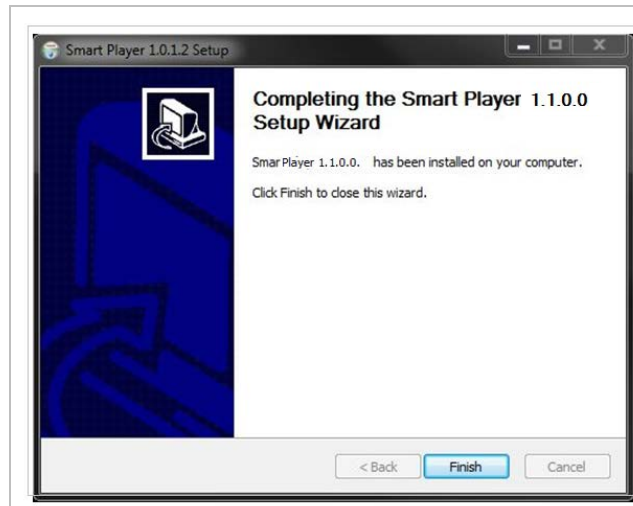 Smart Player 1.0.1.2 Setup
Completing the Smart Player 1.1.0.0
Setup Wizard
Smar Player 1.1.0.0. has been installed on your computer.
Click Finish to close this wizard.
< Back
Finish
Cancel